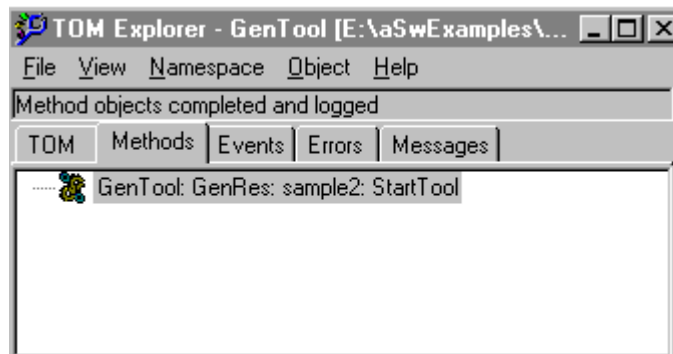 TOM Explorer - GenTool [E:\aSwExamples\...
File View Namespace Object Help
Method objects completed and logged
TOM Methods Events Errors Messages
GenTool: GenRes: sample2: StartTool